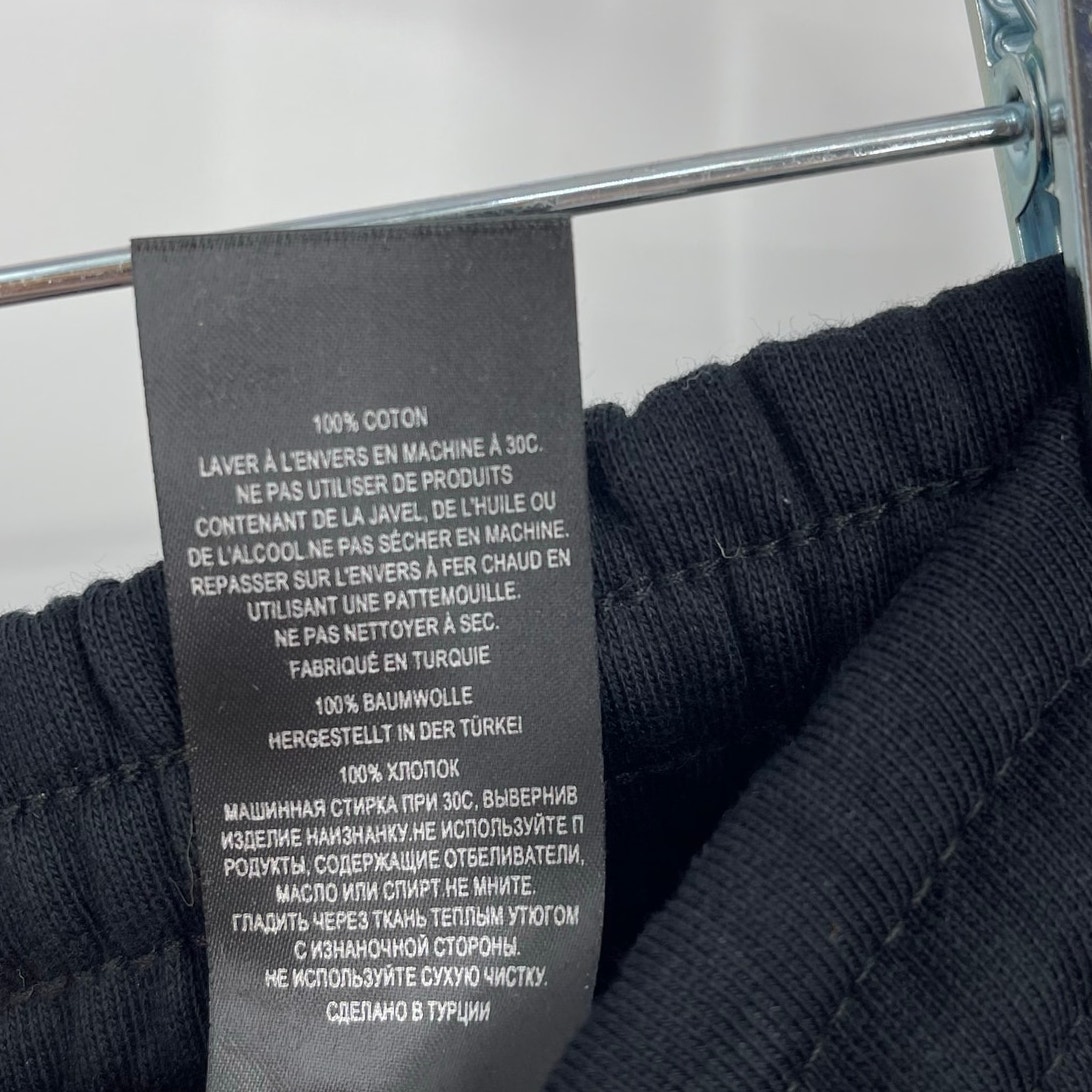 100% COTON
LAVER À L'ENVERS EN MACHINE À 30C.
NE PAS UTILISER DE PRODUITS
CONTENANT DE LA JAVEL, DE L'HUILE OU
DE L'ALCOOL.NE PAS SÉCHER EN MACHINE.
REPASSER SUR L'ENVERS À FER CHAUD EN
UTILISANT UNE PATTEMOUILLE.
NE PAS NETTOYER À SEC.
FABRIQUÉ EN TURQUIE
100% BAUMWOLLE
HERGESTELLT IN DER TÜRKEI
100% ХЛОПОК
МАШИННАЯ СТИРКА ПРИ 30С, ВЫВЕРНИВ
ИЗДЕЛИЕ НАИЗНАНКУ.НЕ ИСПОЛЬЗУЙТЕ П
РОДУКТЫ, СОДЕРЖАЩИЕ ОТБЕЛИВАТЕЛИ,
МАСЛО ИЛИ СПИРТ.НЕ МНИТЕ.
ГЛАДИТЬ ЧЕРЕЗ ТКАНЬ ТЕПЛЫМ УТЮГОМ
С ИЗНАНОЧНОЙ СТОРОНЫ.
НЕ ИСПОЛЬЗУЙТЕ СУХУЮ ЧИСТКУ.
СДЕЛАНО В ТУРЦИИ